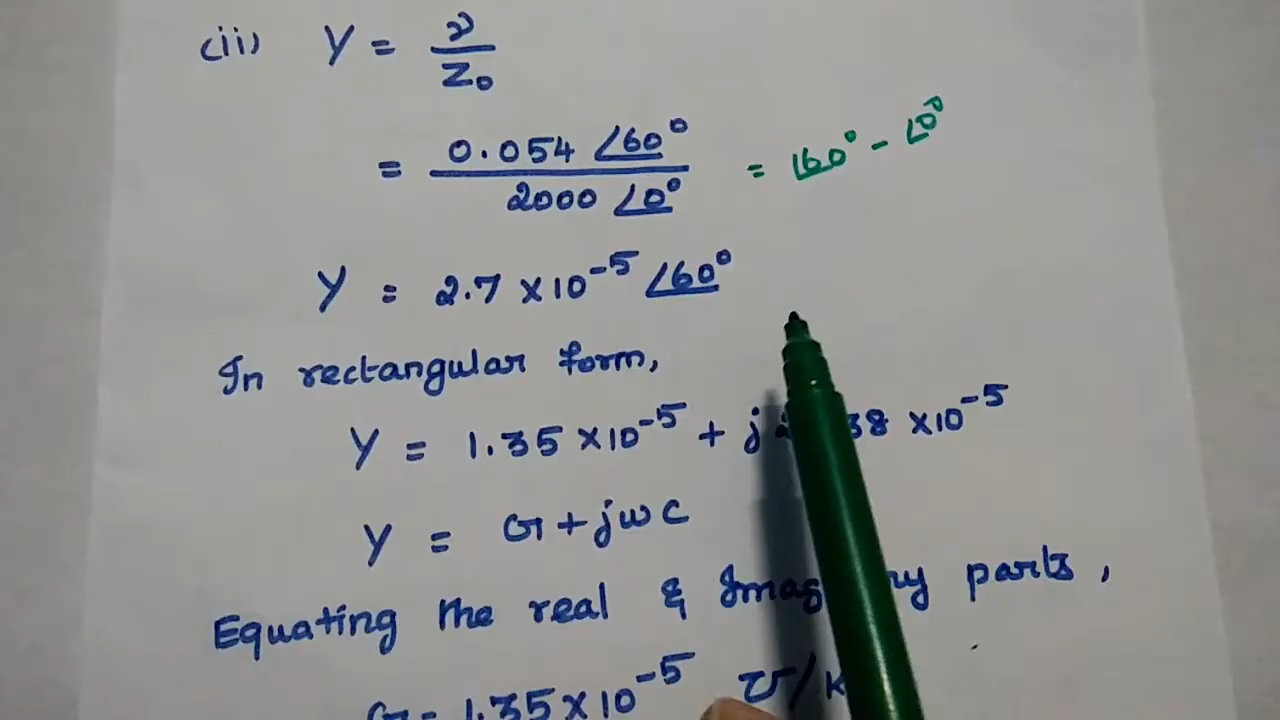 (ii) Y = γ / Z₀
= 0.054 ∠60° / 2000 ∠0° = ∠60° - ∠0°
Y = 2.7 × 10⁻⁵ ∠60°
In rectangular form,
Y = 1.35 × 10⁻⁵ + j 38 × 10⁻⁵
Y = G + jωC
Equating the real & parts,
G = 1.35 × 10⁻⁵ ℧/K